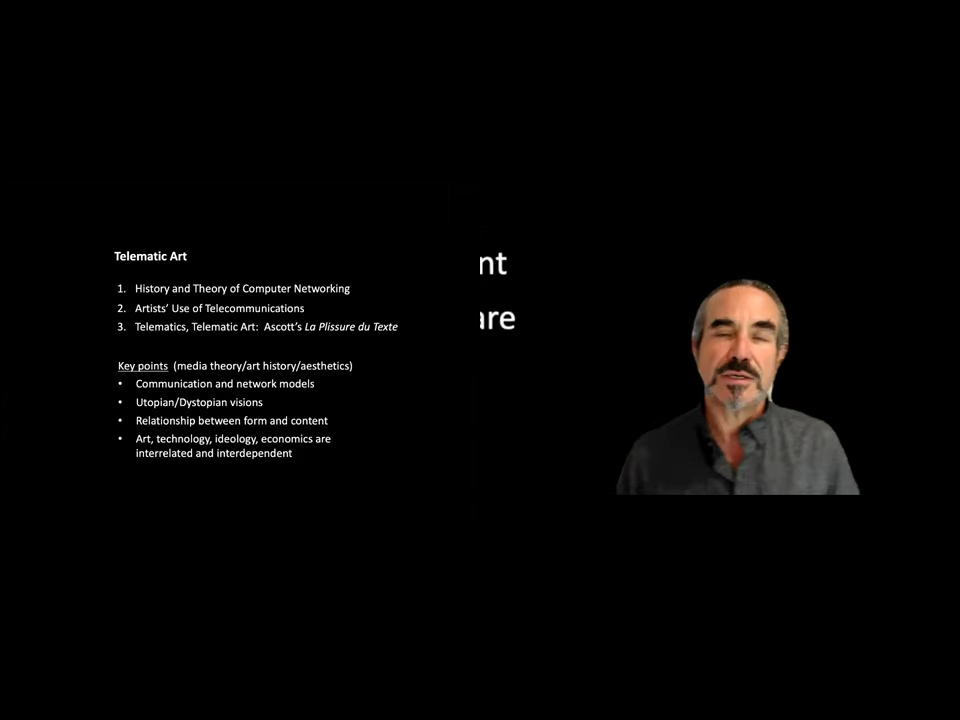 Telematic Art
1. History and Theory of Computer Networking
2. Artists' Use of Telecommunications
3. Telematics, Telematic Art: Ascott's La Plissure du Texte
Key points (media theory/art history/aesthetics)
• Communication and network models
• Utopian/Dystopian visions
• Relationship between form and content
• Art, technology, ideology, economics are
interrelated and interdependent
nt
are